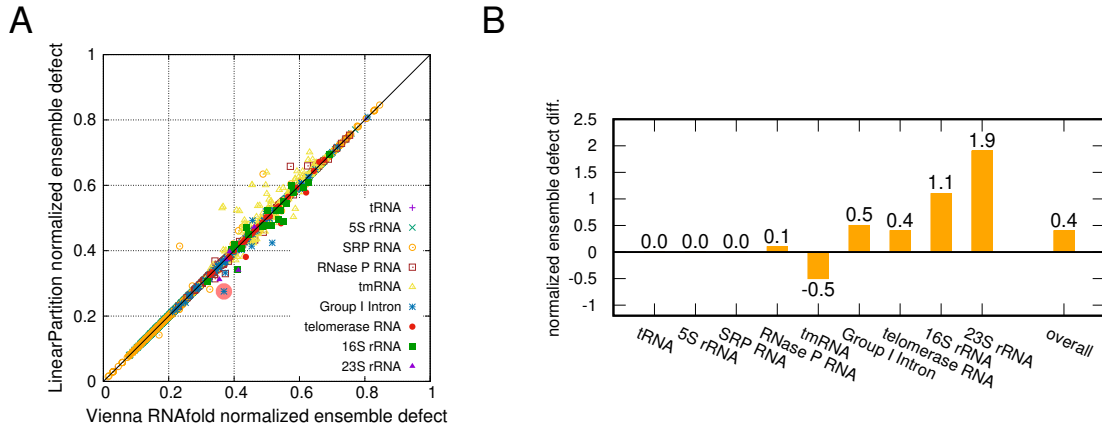 A
LinearPartition normalized ensemble defect
1
0.8
0.6
0.4
0.2
0
0
0.2
0.4
0.6
0.8
1
Vienna RNAfold normalized ensemble defect
tRNA
5S rRNA
SRP RNA
RNase P RNA
tmRNA
Group I Intron
telomerase RNA
16S rRNA
23S rRNA
B
normalized ensemble defect diff.
2.5
2
1.5
1
0.5
0
-0.5
-1
0.0
0.0
0.0
0.1
-0.5
0.5
0.4
1.1
1.9
0.4
tRNA
5S rRNA
SRP RNA
RNase P RNA
tmRNA
Group I Intron
telomerase RNA
16S rRNA
23S rRNA
overall